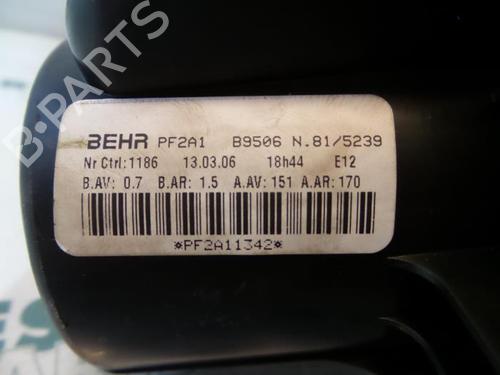 B-PARTS
BEHR PF2A1 B9506 N.81/5239
Nr Ctrl:1186 13.03.06 18h44 E12
B.AV: 0.7 B.AR: 1.5 A.AV: 151 A.AR: 170
*PF2A11342*